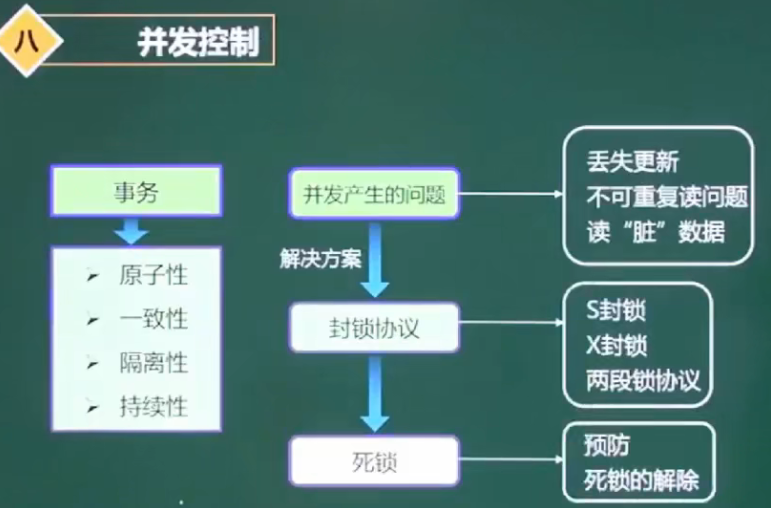 八
并发控制
事务
原子性
一致性
隔离性
持续性
并发产生的问题
解决方案
封锁协议
死锁
丢失更新
不可重复读问题
读“脏”数据
S封锁
X封锁
两段锁协议
预防
死锁的解除